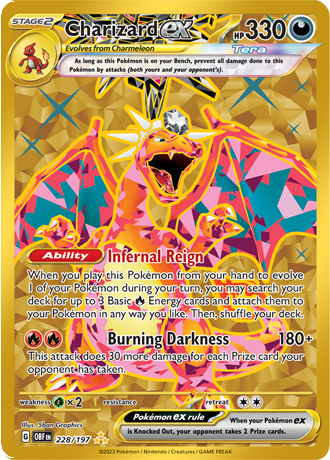 STAGE 2 Charizard ex HP 330
Evolves from Charmeleon Tera
As long as this Pokémon is on your Bench, prevent all damage done to this
Pokémon by attacks (both yours and your opponent's).
Ability Infernal Reign
When you play this Pokémon from your hand to evolve
1 of your Pokémon during your turn, you may search your
deck for up to 3 Basic Energy cards and attach them to
your Pokémon in any way you like. Then, shuffle your deck.
Burning Darkness 180+
This attack does 30 more damage for each Prize card your
opponent has taken.
weakness ×2 resistance retreat
Illus. 5ban Graphics
Pokémon ex rule
When your Pokémon ex
is Knocked Out, your opponent takes 2 Prize cards.
G OBF EN 228/197
©2023 Pokémon / Nintendo / Creatures / GAME FREAK